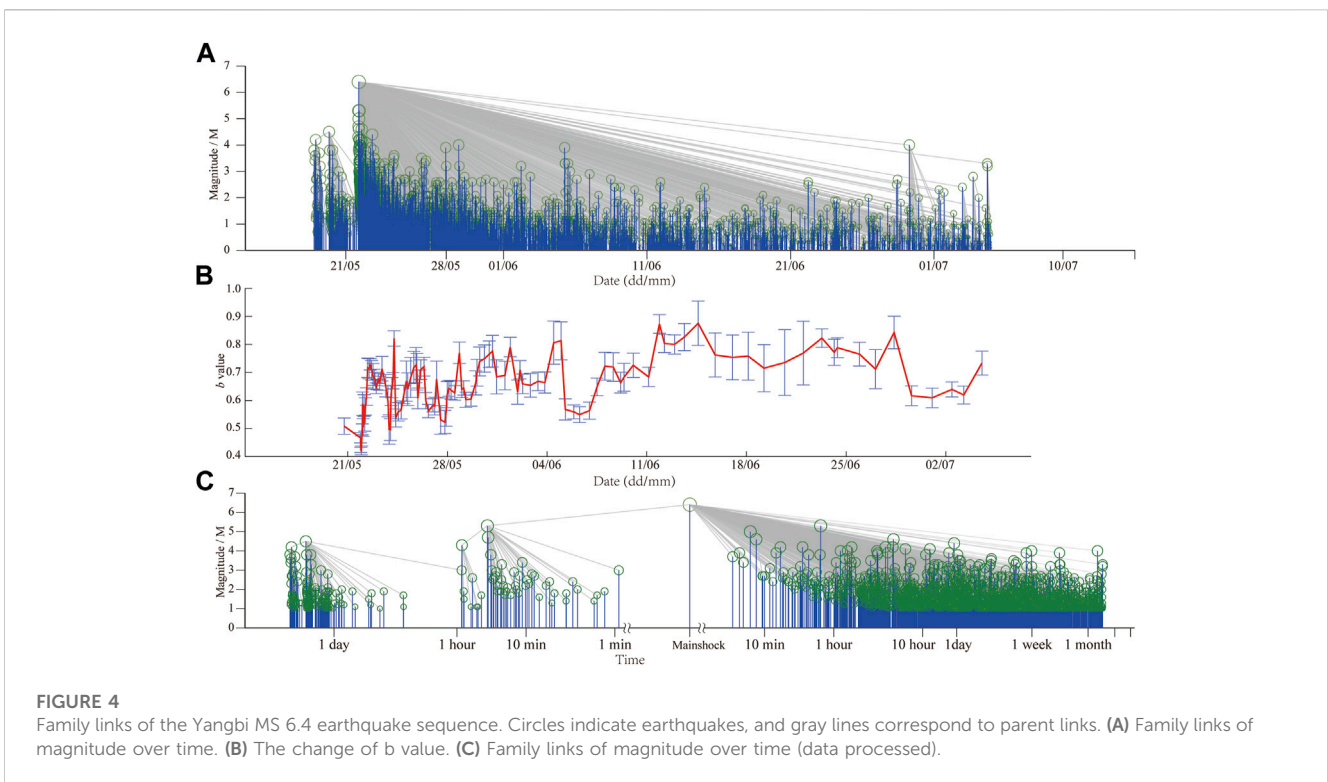 A
7
6
5
4
3
2
1
0
Magnitude / M
21/05 28/05 01/06 11/06 21/06 01/07 10/07
Date (dd/mm)
B
1.0
0.9
0.8
0.7
0.6
0.5
0.4
b value
21/05 28/05 04/06 11/06 18/06 25/06 02/07
Date (dd/mm)
C
7
6
5
4
3
2
1
0
Magnitude / M
1 day 1 hour 10 min 1 min Mainshock 10 min 1 hour 10 hour 1day 1 week 1 month
Time
FIGURE 4
Family links of the Yangbi MS 6.4 earthquake sequence. Circles indicate earthquakes, and gray lines correspond to parent links. (A) Family links of
magnitude over time. (B) The change of b value. (C) Family links of magnitude over time (data processed).